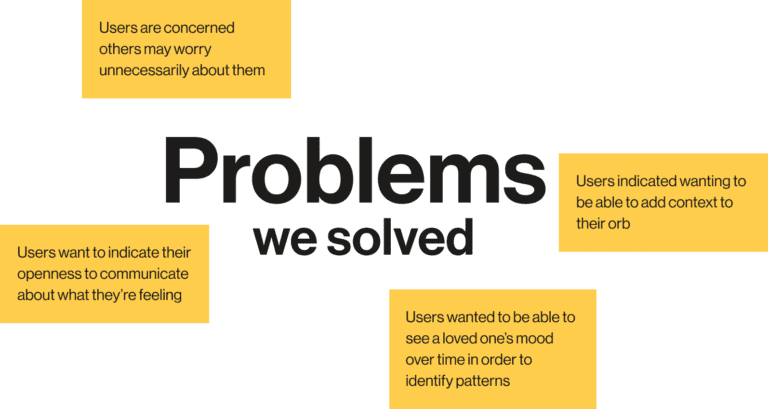 Users are concerned
others may worry
unnecessarily about them
Problems
we solved
Users indicated wanting to
be able to add context to
their orb
Users want to indicate their
openness to communicate
about what they’re feeling
Users wanted to be able to
see a loved one’s mood
over time in order to
identify patterns